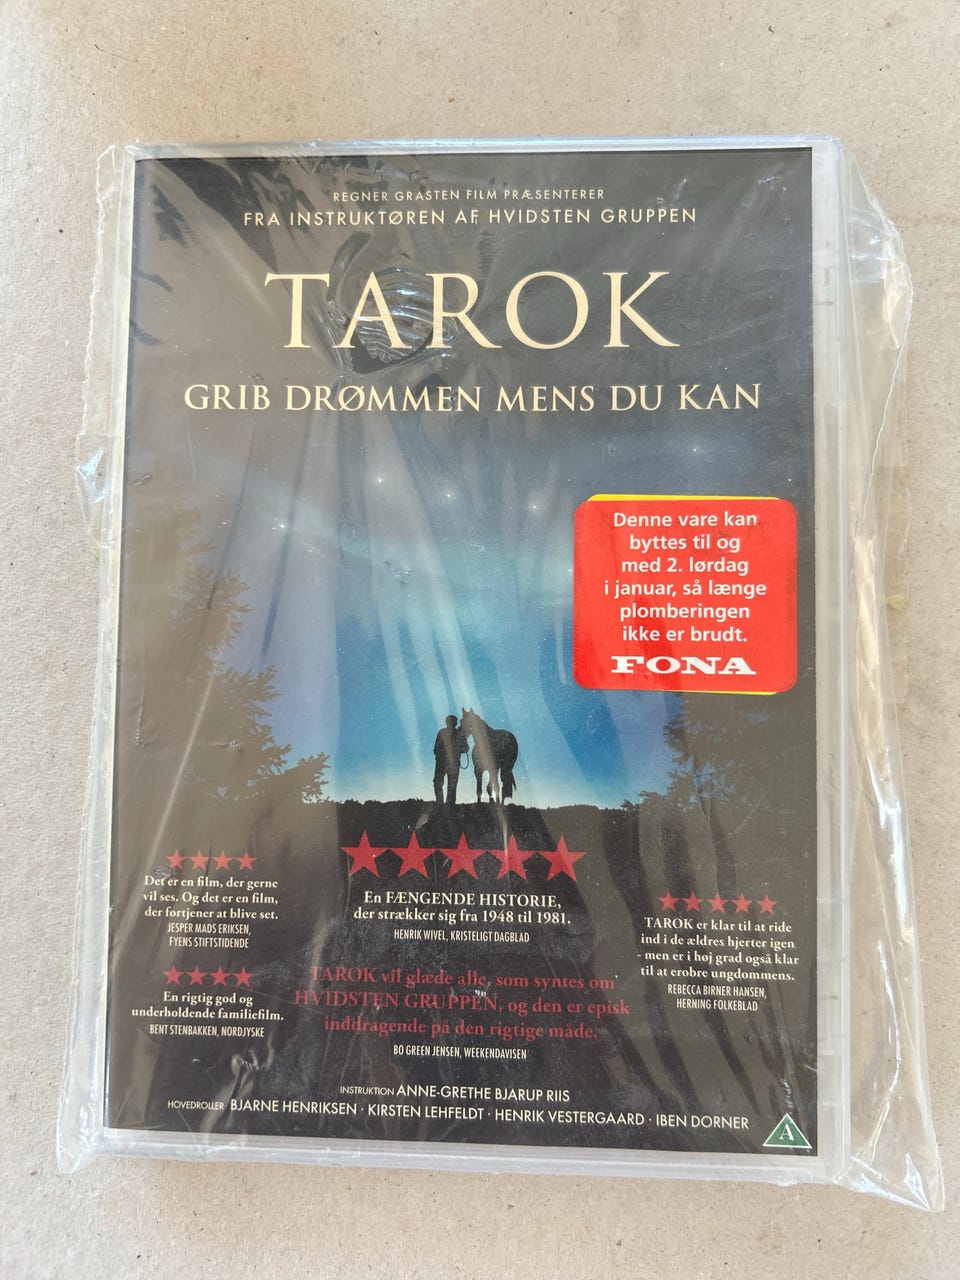 REGNER GRASTEN FILM PRÆSENTERER
FRA INSTRUKTØREN AF HVIDSTEN GRUPPEN
TAROK
GRIB DRØMMEN MENS DU KAN
Denne vare kan
byttes til og
med 2. lørdag
i januar, så længe
plomberingen
ikke er brudt.
FONA
Det er en film, der gerne
vil ses. Og det er en film,
der fortjener at blive set.
JESPER MADS ERIKSEN,
FYENS STIFTSTIDENDE
En rigtig god og
underholdende familiefilm.
BENT STENBAKKEN, NORDJYSKE
En FÆNGENDE HISTORIE,
der strækker sig fra 1948 til 1981.
HENRIK WIVEL, KRISTELIGT DAGBLAD
TAROK vil glæde alle, som syntes om
HVIDSTEN GRUPPEN, og den er episk
inddragende på den rigtige måde.
BO GREEN JENSEN, WEEKENDAVISEN
TAROK er klar til at ride
ind i de ældres hjerter igen
- men er i høj grad også klar
til at erobre ungdommens.
REBECCA BIRNER HANSEN,
HERNING FOLKEBLAD
INSTRUKTION ANNE-GRETHE BJARUP RIIS
HOVEDROLLER BJARNE HENRIKSEN · KIRSTEN LEHFELDT · HENRIK VESTERGAARD · IBEN DORNER
A